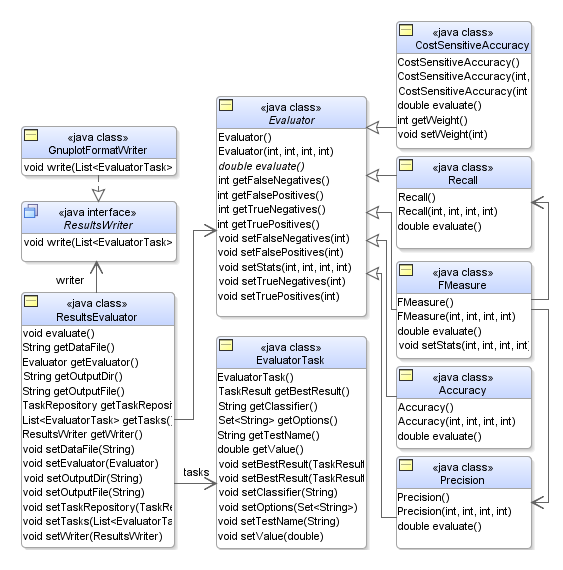 «java class»
CostSensitiveAccuracy
CostSensitiveAccuracy()
CostSensitiveAccuracy(int,
CostSensitiveAccuracy(int
double evaluate()
int getWeight()
void setWeight(int)
«java class»
Evaluator
Evaluator()
Evaluator(int, int, int, int)
double evaluate()
int getFalseNegatives()
int getFalsePositives()
int getTrueNegatives()
int getTruePositives()
void setFalseNegatives(int)
void setFalsePositives(int)
void setStats(int, int, int, int)
void setTrueNegatives(int)
void setTruePositives(int)
«java class»
GnuplotFormatWriter
void write(List<EvaluatorTask>
«java interface»
ResultsWriter
void write(List<EvaluatorTask>
writer
«java class»
Recall
Recall()
Recall(int, int, int, int)
double evaluate()
«java class»
FMeasure
FMeasure()
FMeasure(int, int, int, int)
double evaluate()
void setStats(int, int, int, int
«java class»
ResultsEvaluator
void evaluate()
String getDataFile()
Evaluator getEvaluator()
String getOutputDir()
String getOutputFile()
TaskRepository getTaskReposi
List<EvaluatorTask> getTasks()
ResultsWriter getWriter()
void setDataFile(String)
void setEvaluator(Evaluator)
void setOutputDir(String)
void setOutputFile(String)
void setTaskRepository(TaskRe
void setTasks(List<EvaluatorTa
void setWriter(ResultsWriter)
tasks
«java class»
EvaluatorTask
EvaluatorTask()
TaskResult getBestResult()
String getClassifier()
Set<String> getOptions()
String getTestName()
double getValue()
void setBestResult(TaskResult
void setBestResult(TaskResult
void setClassifier(String)
void setOptions(Set<String>)
void setTestName(String)
void setValue(double)
«java class»
Accuracy
Accuracy()
Accuracy(int, int, int, int)
double evaluate()
«java class»
Precision
Precision()
Precision(int, int, int, int)
double evaluate()